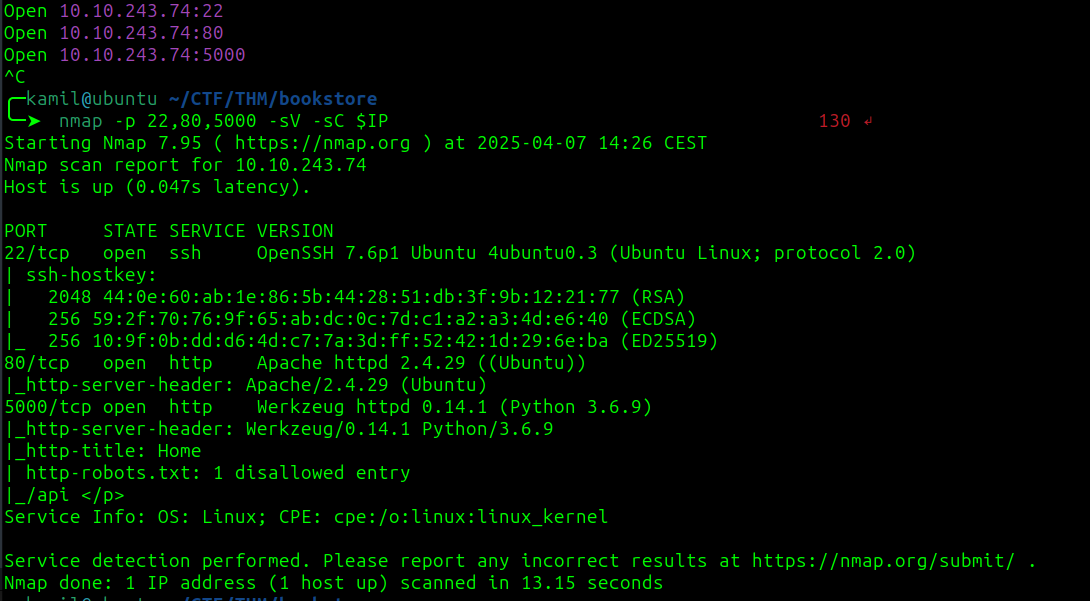 Open 10.10.243.74:22
Open 10.10.243.74:80
Open 10.10.243.74:5000
^C
kamil@ubuntu ~/CTF/THM/bookstore
nmap -p 22,80,5000 -sV -sC $IP 130 ↵
Starting Nmap 7.95 ( https://nmap.org ) at 2025-04-07 14:26 CEST
Nmap scan report for 10.10.243.74
Host is up (0.047s latency).
PORT     STATE SERVICE VERSION
22/tcp   open  ssh     OpenSSH 7.6p1 Ubuntu 4ubuntu0.3 (Ubuntu Linux; protocol 2.0)
| ssh-hostkey:
|   2048 44:0e:60:ab:1e:86:5b:44:28:51:db:3f:9b:12:21:77 (RSA)
|   256 59:2f:70:76:9f:65:ab:dc:0c:7d:c1:a2:a3:4d:e6:40 (ECDSA)
|_  256 10:9f:0b:dd:d6:4d:c7:7a:3d:ff:52:42:1d:29:6e:ba (ED25519)
80/tcp   open  http    Apache httpd 2.4.29 ((Ubuntu))
|_http-server-header: Apache/2.4.29 (Ubuntu)
5000/tcp open  http    Werkzeug httpd 0.14.1 (Python 3.6.9)
|_http-server-header: Werkzeug/0.14.1 Python/3.6.9
|_http-title: Home
| http-robots.txt: 1 disallowed entry
|_/api </p>
Service Info: OS: Linux; CPE: cpe:/o:linux:linux_kernel
Service detection performed. Please report any incorrect results at https://nmap.org/submit/ .
Nmap done: 1 IP address (1 host up) scanned in 13.15 seconds